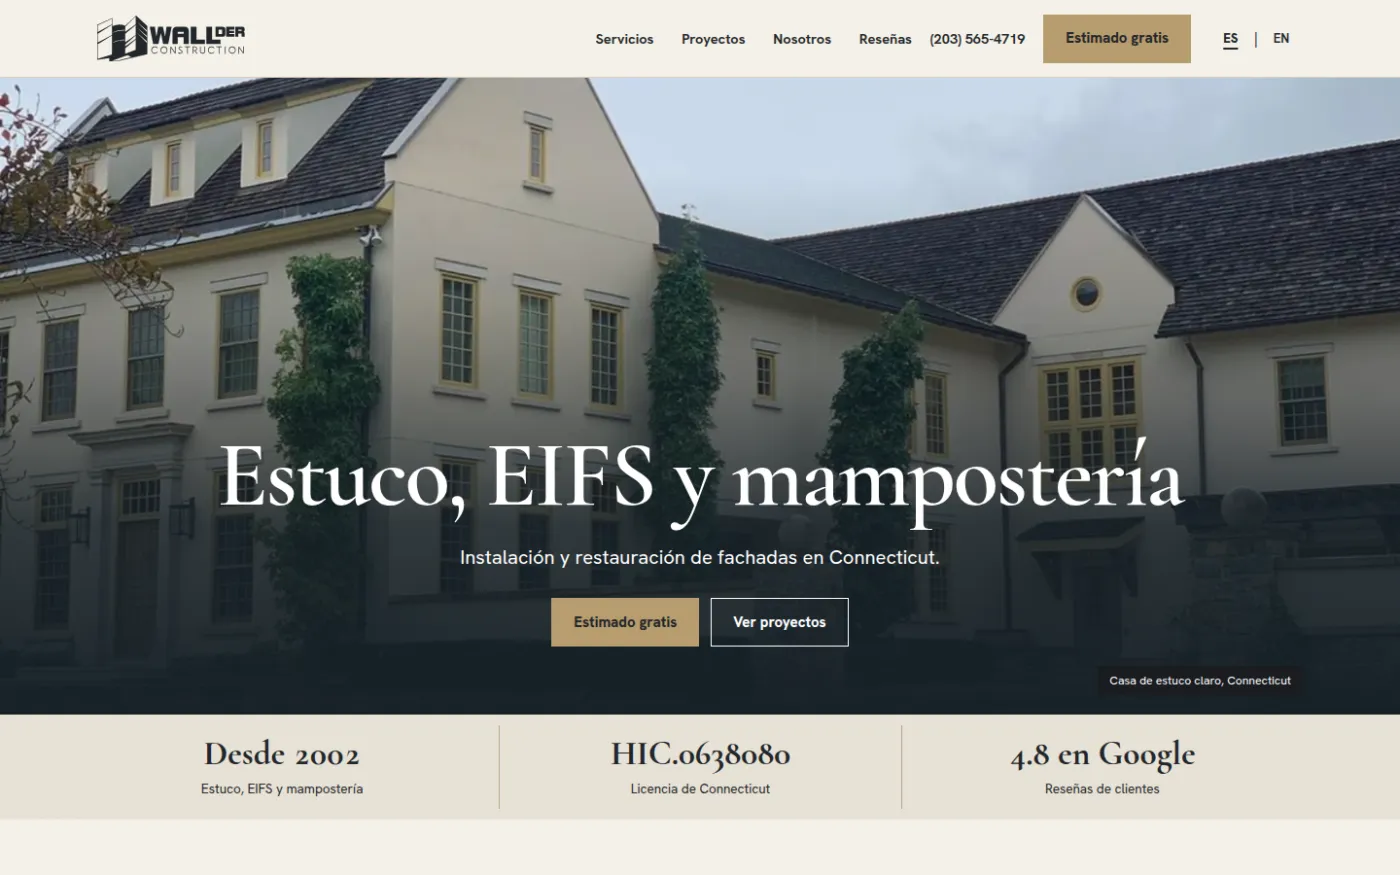 WALLDER
CONSTRUCTION
Servicios
Proyectos
Nosotros
Reseñas
(203) 565-4719
Estimado gratis
ES | EN
Estuco, EIFS y mampostería
Instalación y restauración de fachadas en Connecticut.
Estimado gratis
Ver proyectos
Casa de estuco claro, Connecticut
Desde 2002
Estuco, EIFS y mampostería
HIC.0638080
Licencia de Connecticut
4.8 en Google
Reseñas de clientes